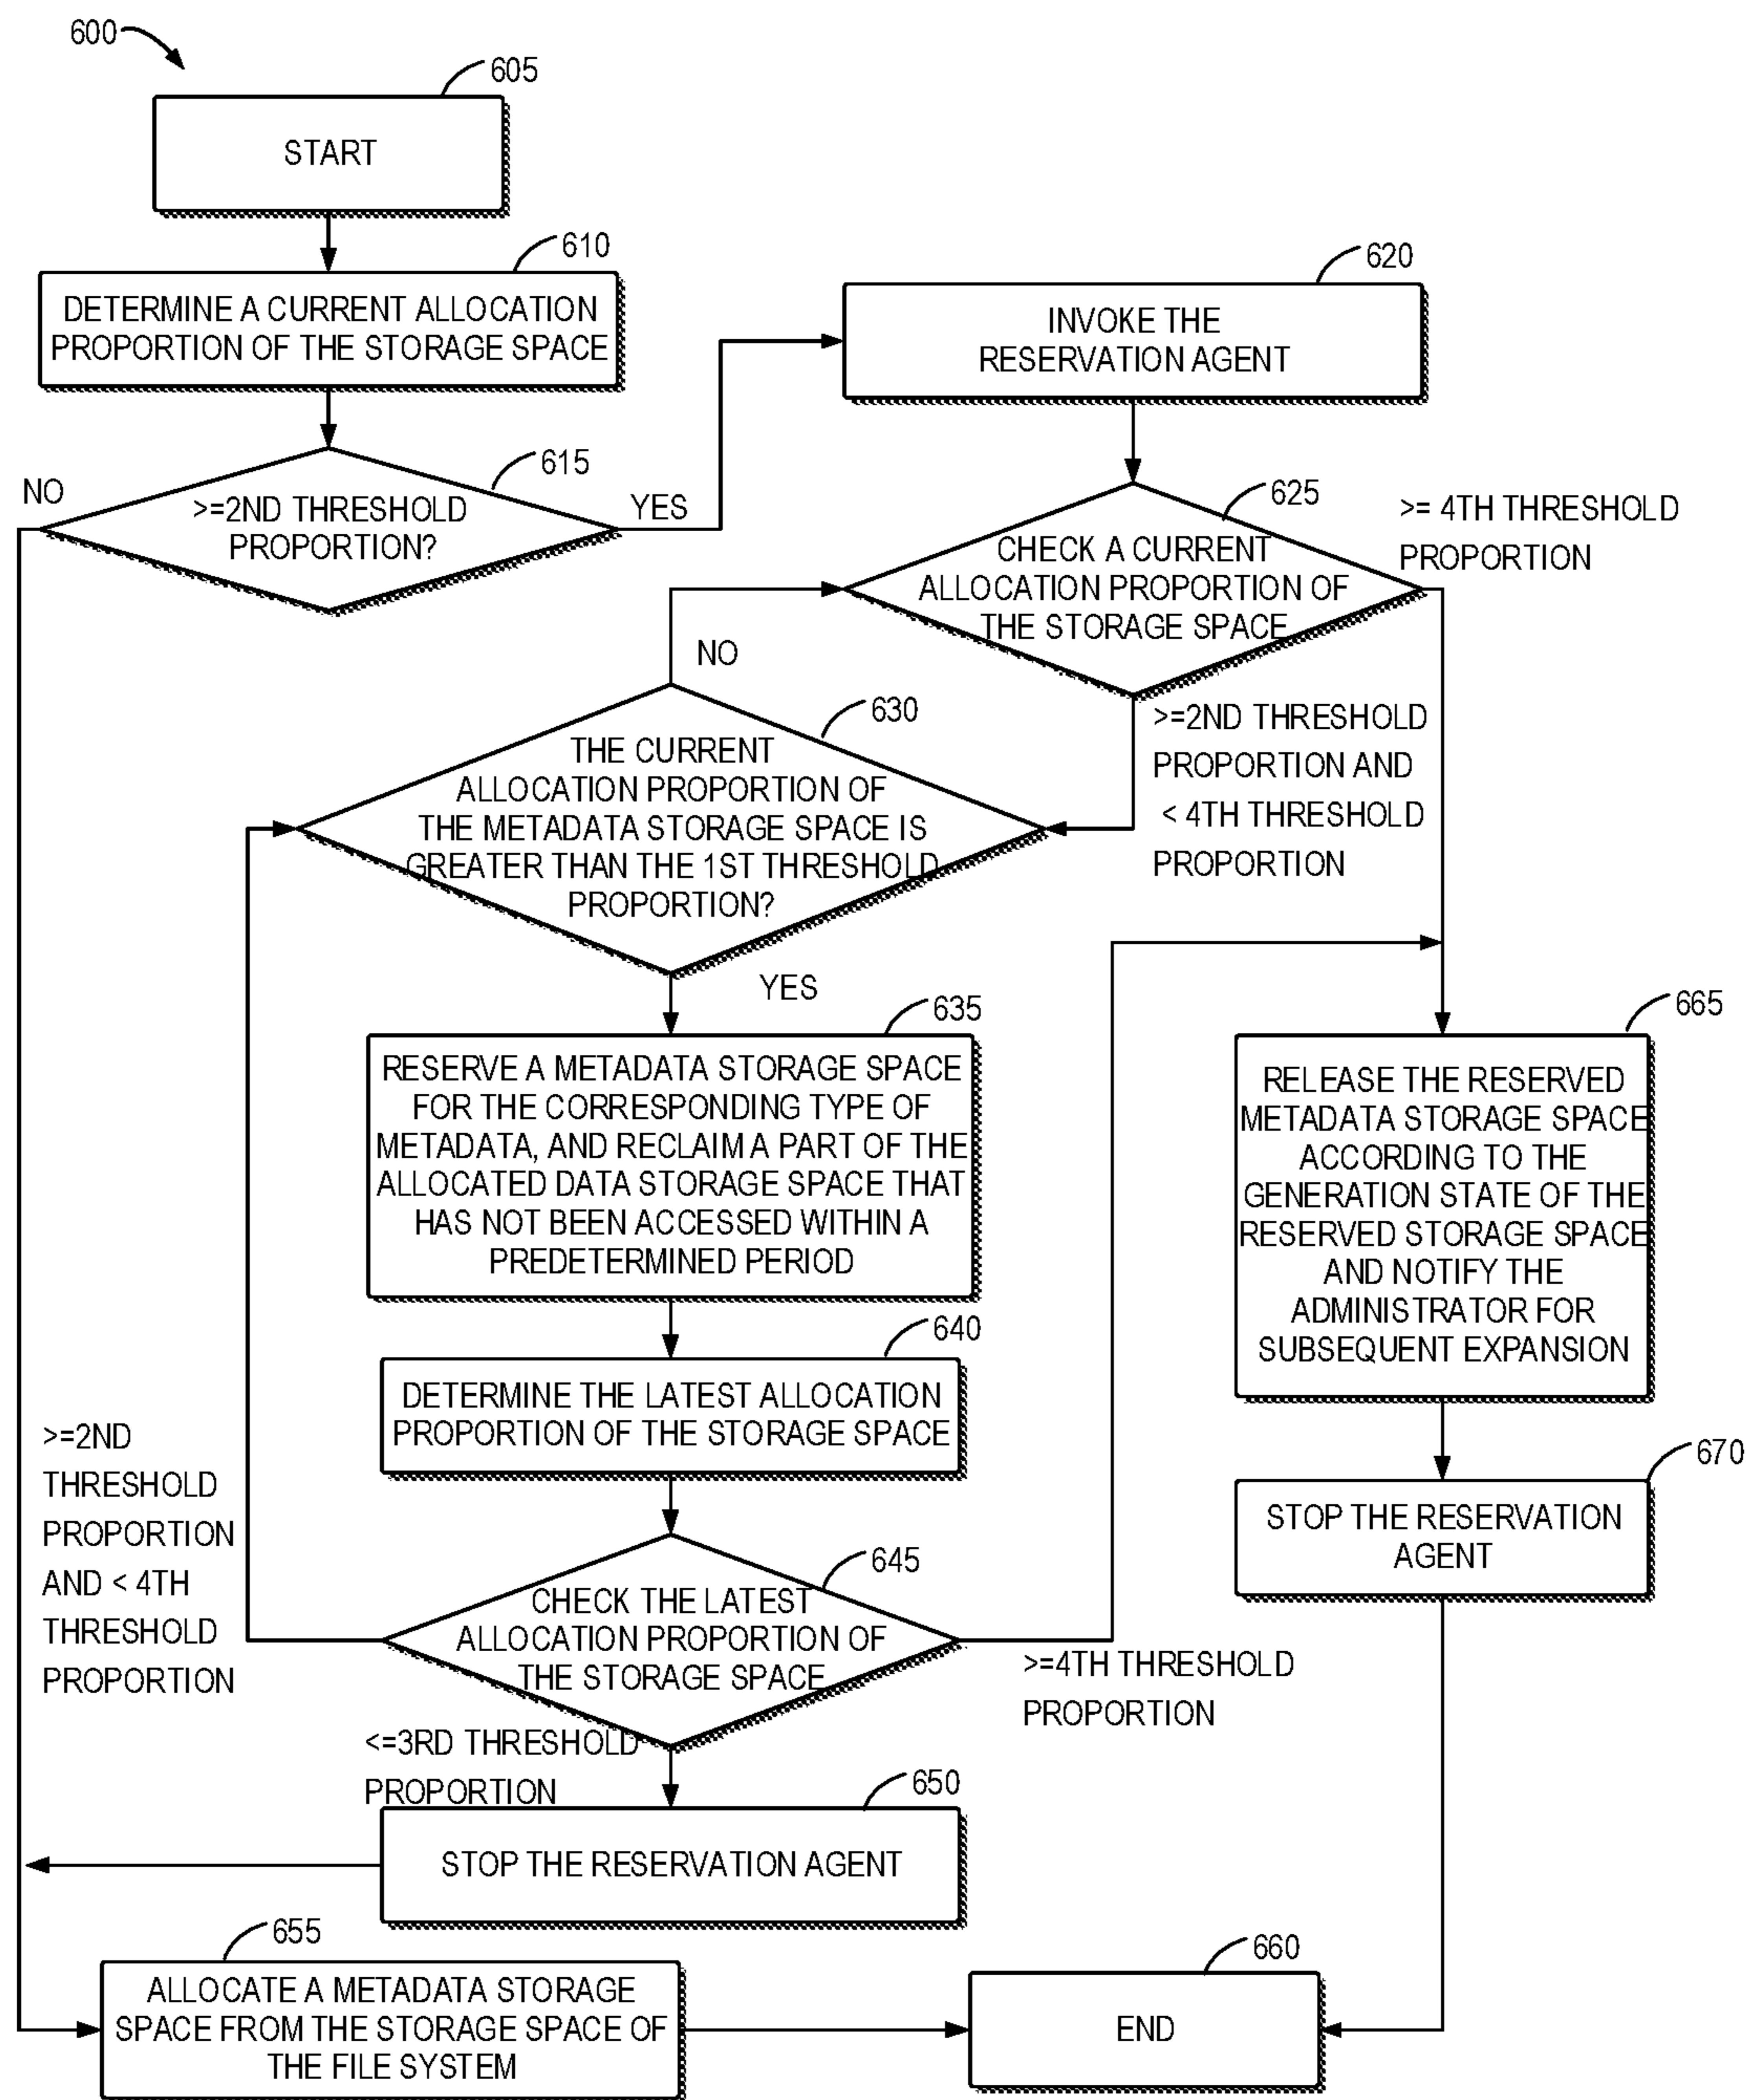 600
605
START
610
DETERMINE A CURRENT ALLOCATION
PROPORTION OF THE STORAGE SPACE
615
NO
>=2ND THRESHOLD
PROPORTION?
YES
620
INVOKE THE
RESERVATION AGENT
625
CHECK A CURRENT
ALLOCATION PROPORTION OF
THE STORAGE SPACE
>= 4TH THRESHOLD
PROPORTION
>=2ND THRESHOLD
PROPORTION AND
< 4TH THRESHOLD
PROPORTION
NO
630
THE CURRENT
ALLOCATION PROPORTION OF
THE METADATA STORAGE SPACE IS
GREATER THAN THE 1ST THRESHOLD
PROPORTION?
YES
635
RESERVE A METADATA STORAGE SPACE
FOR THE CORRESPONDING TYPE OF
METADATA, AND RECLAIM A PART OF THE
ALLOCATED DATA STORAGE SPACE THAT
HAS NOT BEEN ACCESSED WITHIN A
PREDETERMINED PERIOD
640
DETERMINE THE LATEST ALLOCATION
PROPORTION OF THE STORAGE SPACE
645
CHECK THE LATEST
ALLOCATION PROPORTION OF
THE STORAGE SPACE
>=2ND
THRESHOLD
PROPORTION
AND < 4TH
THRESHOLD
PROPORTION
>=4TH THRESHOLD
PROPORTION
<=3RD THRESHOLD
PROPORTION
650
STOP THE RESERVATION AGENT
655
ALLOCATE A METADATA STORAGE
SPACE FROM THE STORAGE SPACE OF
THE FILE SYSTEM
660
END
665
RELEASE THE RESERVED
METADATA STORAGE SPACE
ACCORDING TO THE
GENERATION STATE OF THE
RESERVED STORAGE SPACE
AND NOTIFY THE
ADMINISTRATOR FOR
SUBSEQUENT EXPANSION
670
STOP THE RESERVATION
AGENT